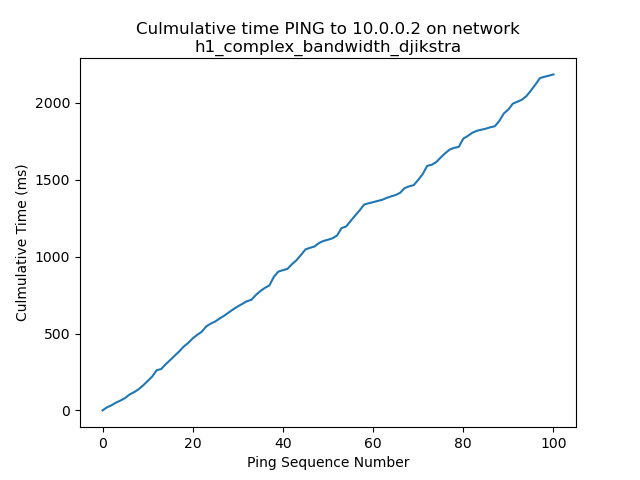 Culmulative time PING to 10.0.0.2 on network
h1_complex_bandwidth_djikstra
Culmulative Time (ms)
2000
1500
1000
500
0
0 20 40 60 80 100
Ping Sequence Number